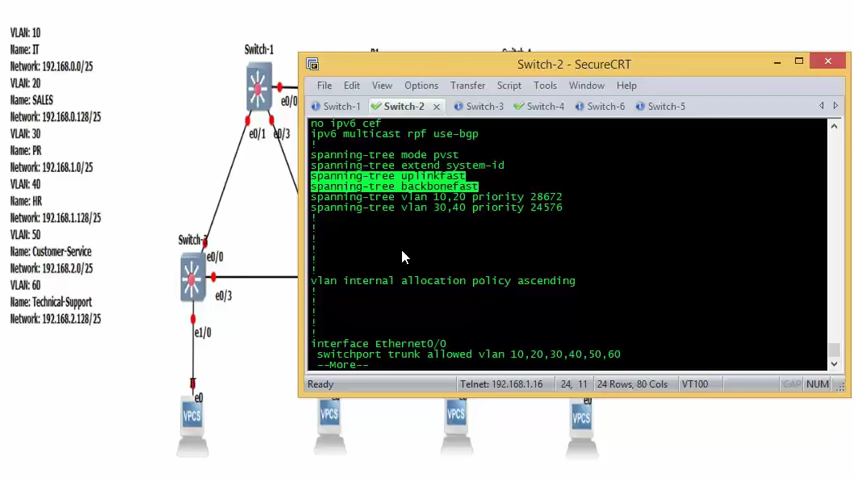 VLAN: 10
Name: IT
Network: 192.168.0.0/25
VLAN: 20
Name: SALES
Network: 192.168.0.128/25
VLAN: 30
Name: PR
Network: 192.168.1.0/25
VLAN: 40
Name: HR
Network: 192.168.1.128/25
VLAN: 50
Name: Customer-Service
Network: 192.168.2.0/25
VLAN: 60
Name: Technical-Support
Network: 192.168.2.128/25
Switch-1
e0/0
e0/1
e0/3
e0/0
e0/3
e1/0
e0
VPCS
VPCS
VPCS
VPCS
Switch-2 - SecureCRT
File Edit View Options Transfer Script Tools Window Help
Switch-1 Switch-2 Switch-3 Switch-4 Switch-6 Switch-5
no ipv6 cef
ipv6 multicast rpf use-bgp
!
spanning-tree mode pvst
spanning-tree extend system-id
spanning-tree uplinkfast
spanning-tree backbonefast
spanning-tree vlan 10,20 priority 28672
spanning-tree vlan 30,40 priority 24576
!
!
!
!
!
!
vlan internal allocation policy ascending
!
!
!
!
!
interface Ethernet0/0
switchport trunk allowed vlan 10,20,30,40,50,60
--More--
Ready Telnet: 192.168.1.16 24, 11 24 Rows, 80 Cols VT100 CAP NUM